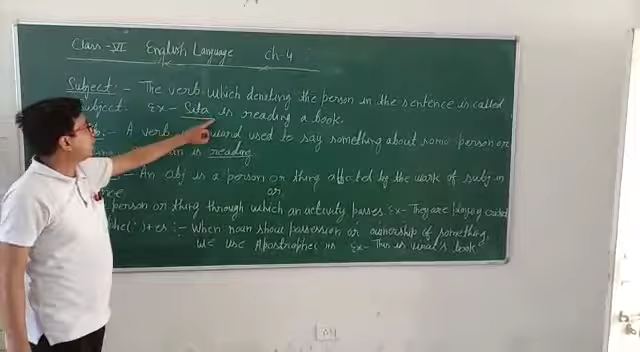 Class - VI English Language Ch-4
Subject :- The verb which denoting the person in the sentence is called
subject. Ex - Sita is reading a book.
:- A verb is a word used to say something about some person or
is reading
An obj is a person or thing affected by the work of subj in
or
person or thing through which an activity passes Ex- They are playing cricket
(') + es :- When noun show possession or ownership of something,
we use Apostrophe Ex- This is book